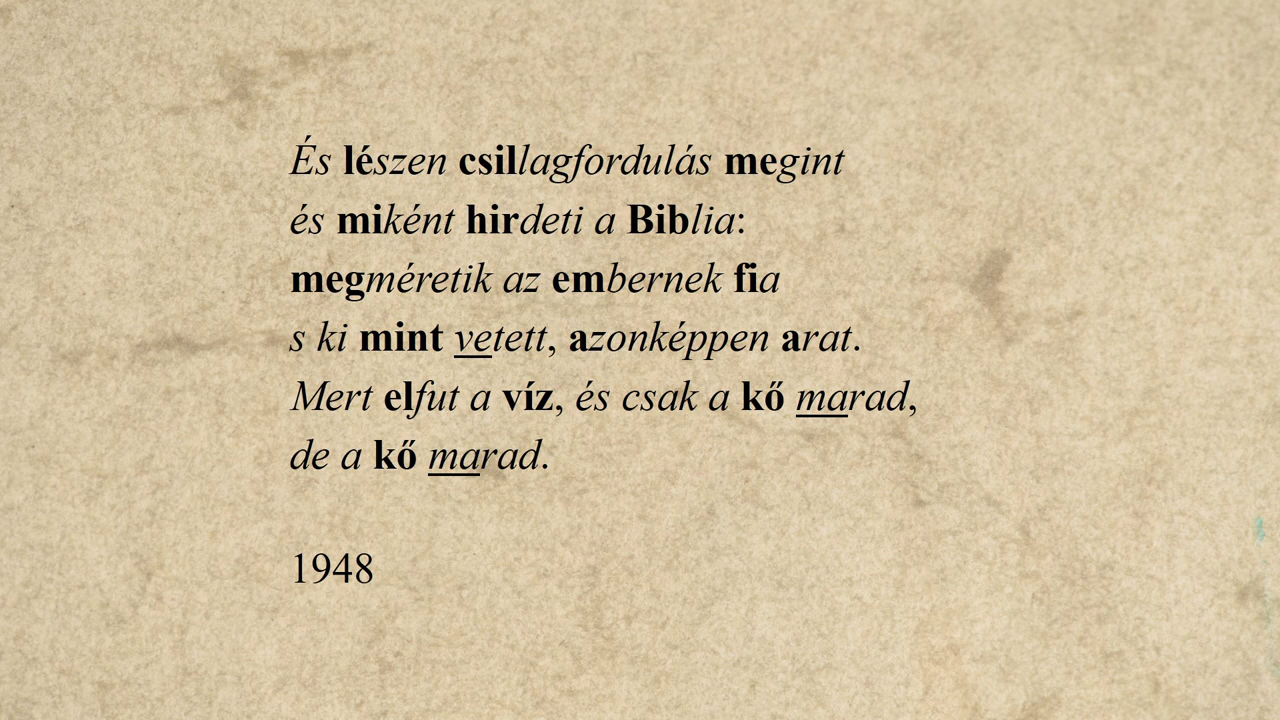 És lészen csillagfordulás megint
és miként hirdeti a Biblia:
megméretik az embernek fia
s ki mint vetett, azonképpen arat.
Mert elfut a víz, és csak a kő marad,
de a kő marad.
1948